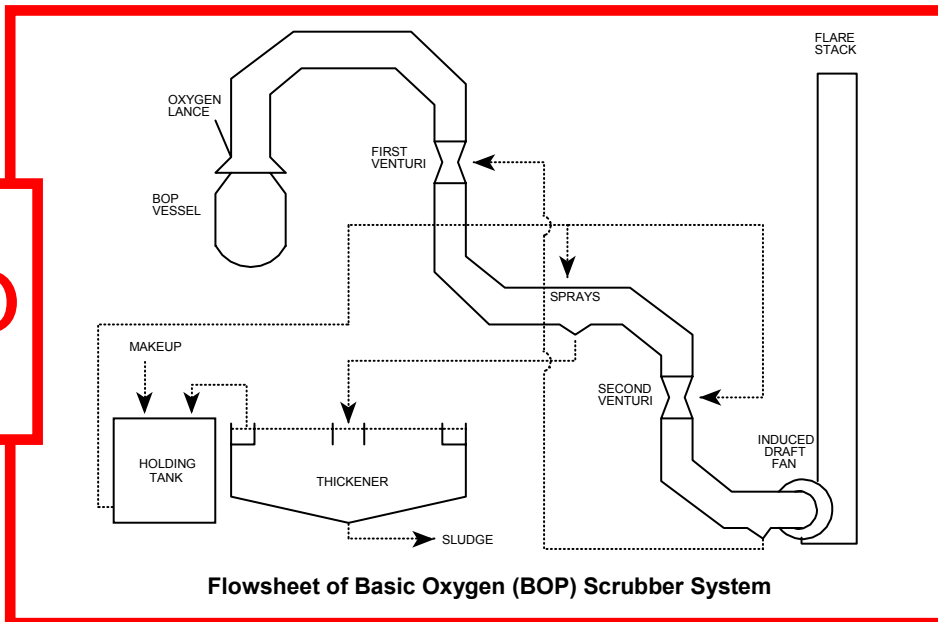 FLARE
STACK
OXYGEN
LANCE
FIRST
VENTURI
BOP
VESSEL
SPRAYS
MAKEUP
SECOND
VENTURI
INDUCED
DRAFT
FAN
HOLDING
TANK
THICKENER
SLUDGE
Flowsheet of Basic Oxygen (BOP) Scrubber System